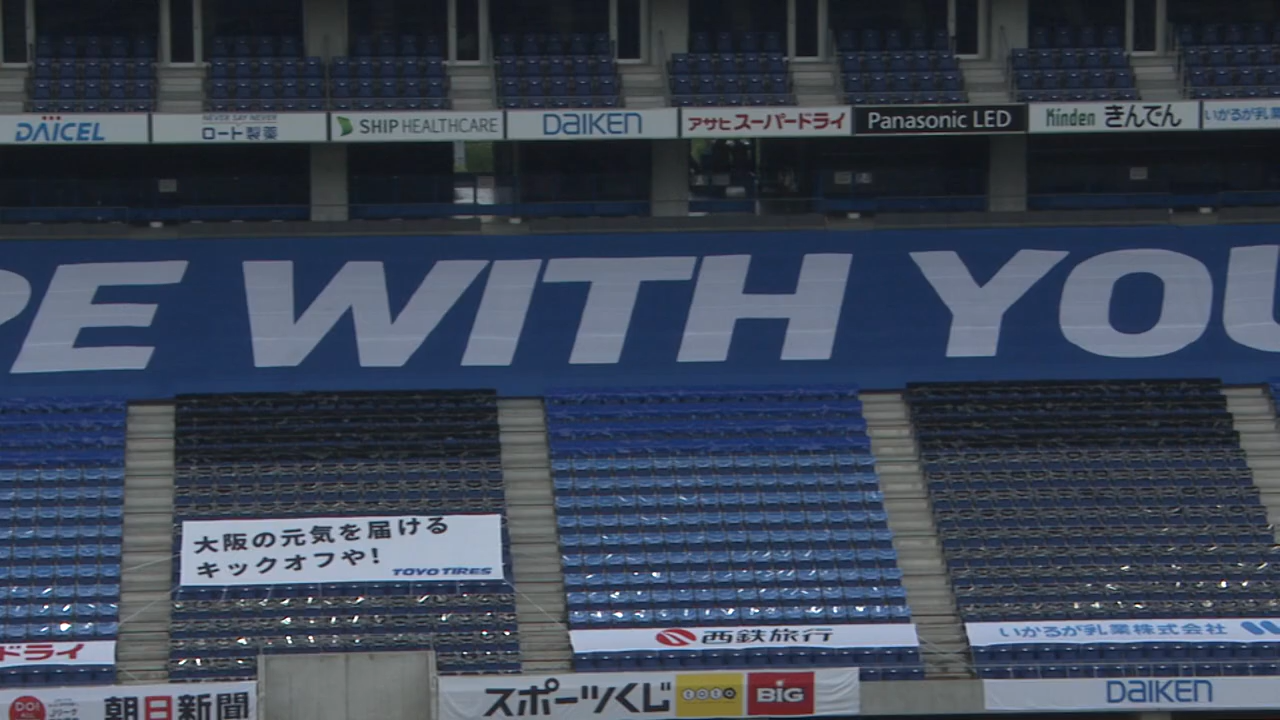 DAICEL
NEVER SAY NEVER
ロート製薬
SHIP HEALTHCARE
DAIKEN
アサヒスーパードライ
Panasonic LED
Kinden きんでん
いかるが乳業
PE WITH YOU
大阪の元気を届ける
キックオフや!
TOYO TIRES
ドライ
西鉄旅行
いかるが乳業株式会社
朝日新聞
スポーツくじ
toto
BIG
DAIKEN